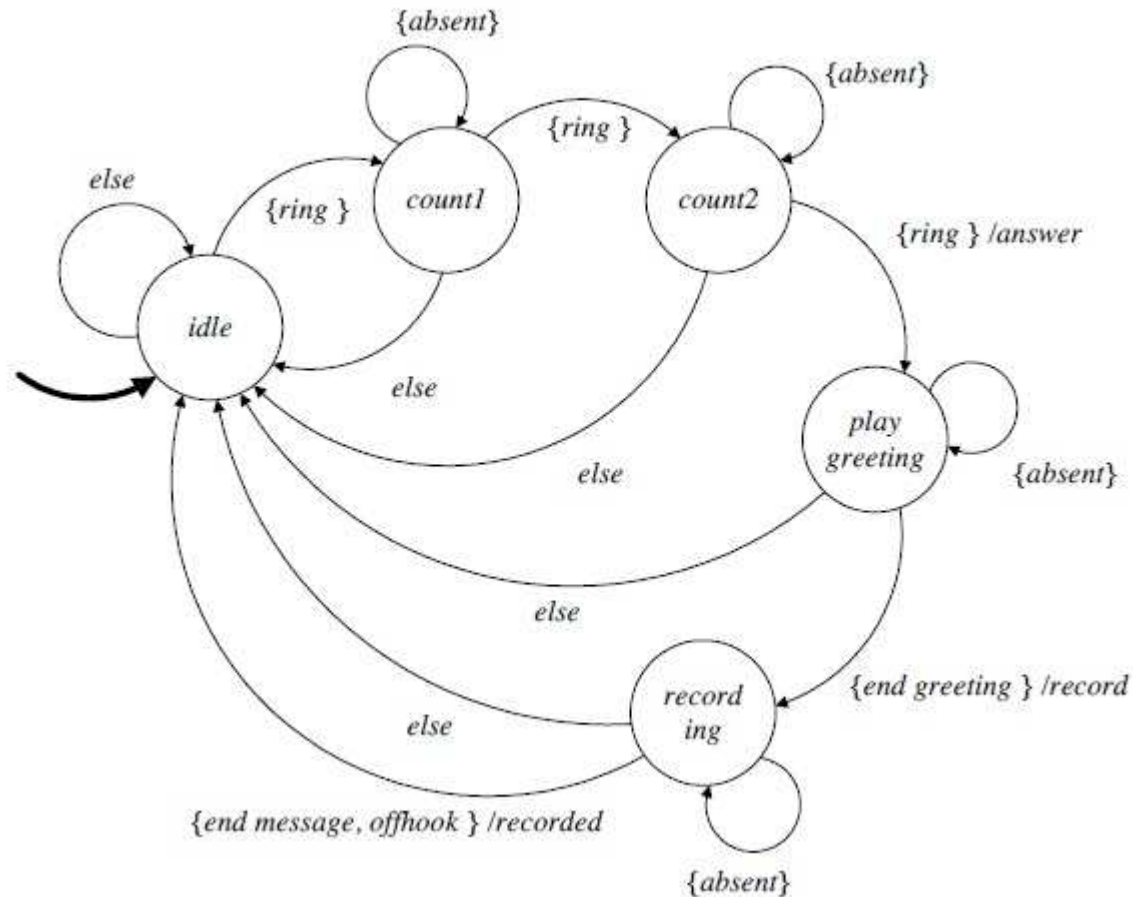 {absent}
{absent}
{ring }
else
{ring }
count1
count2
{ring } /answer
idle
else
play
greeting
else
{absent}
else
{end greeting } /record
record
ing
else
{end message, offhook } /recorded
{absent}